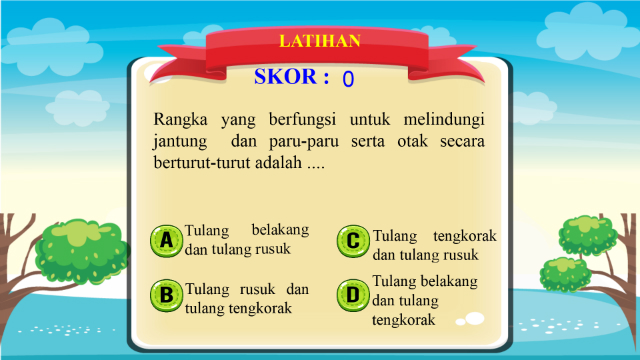 LATIHAN
SKOR : 0
Rangka yang berfungsi untuk melindungi
jantung dan paru-paru serta otak secara
berturut-turut adalah ....
A Tulang belakang
dan tulang rusuk
B Tulang rusuk dan
tulang tengkorak
C Tulang tengkorak
dan tulang rusuk
D Tulang belakang
dan tulang
tengkorak